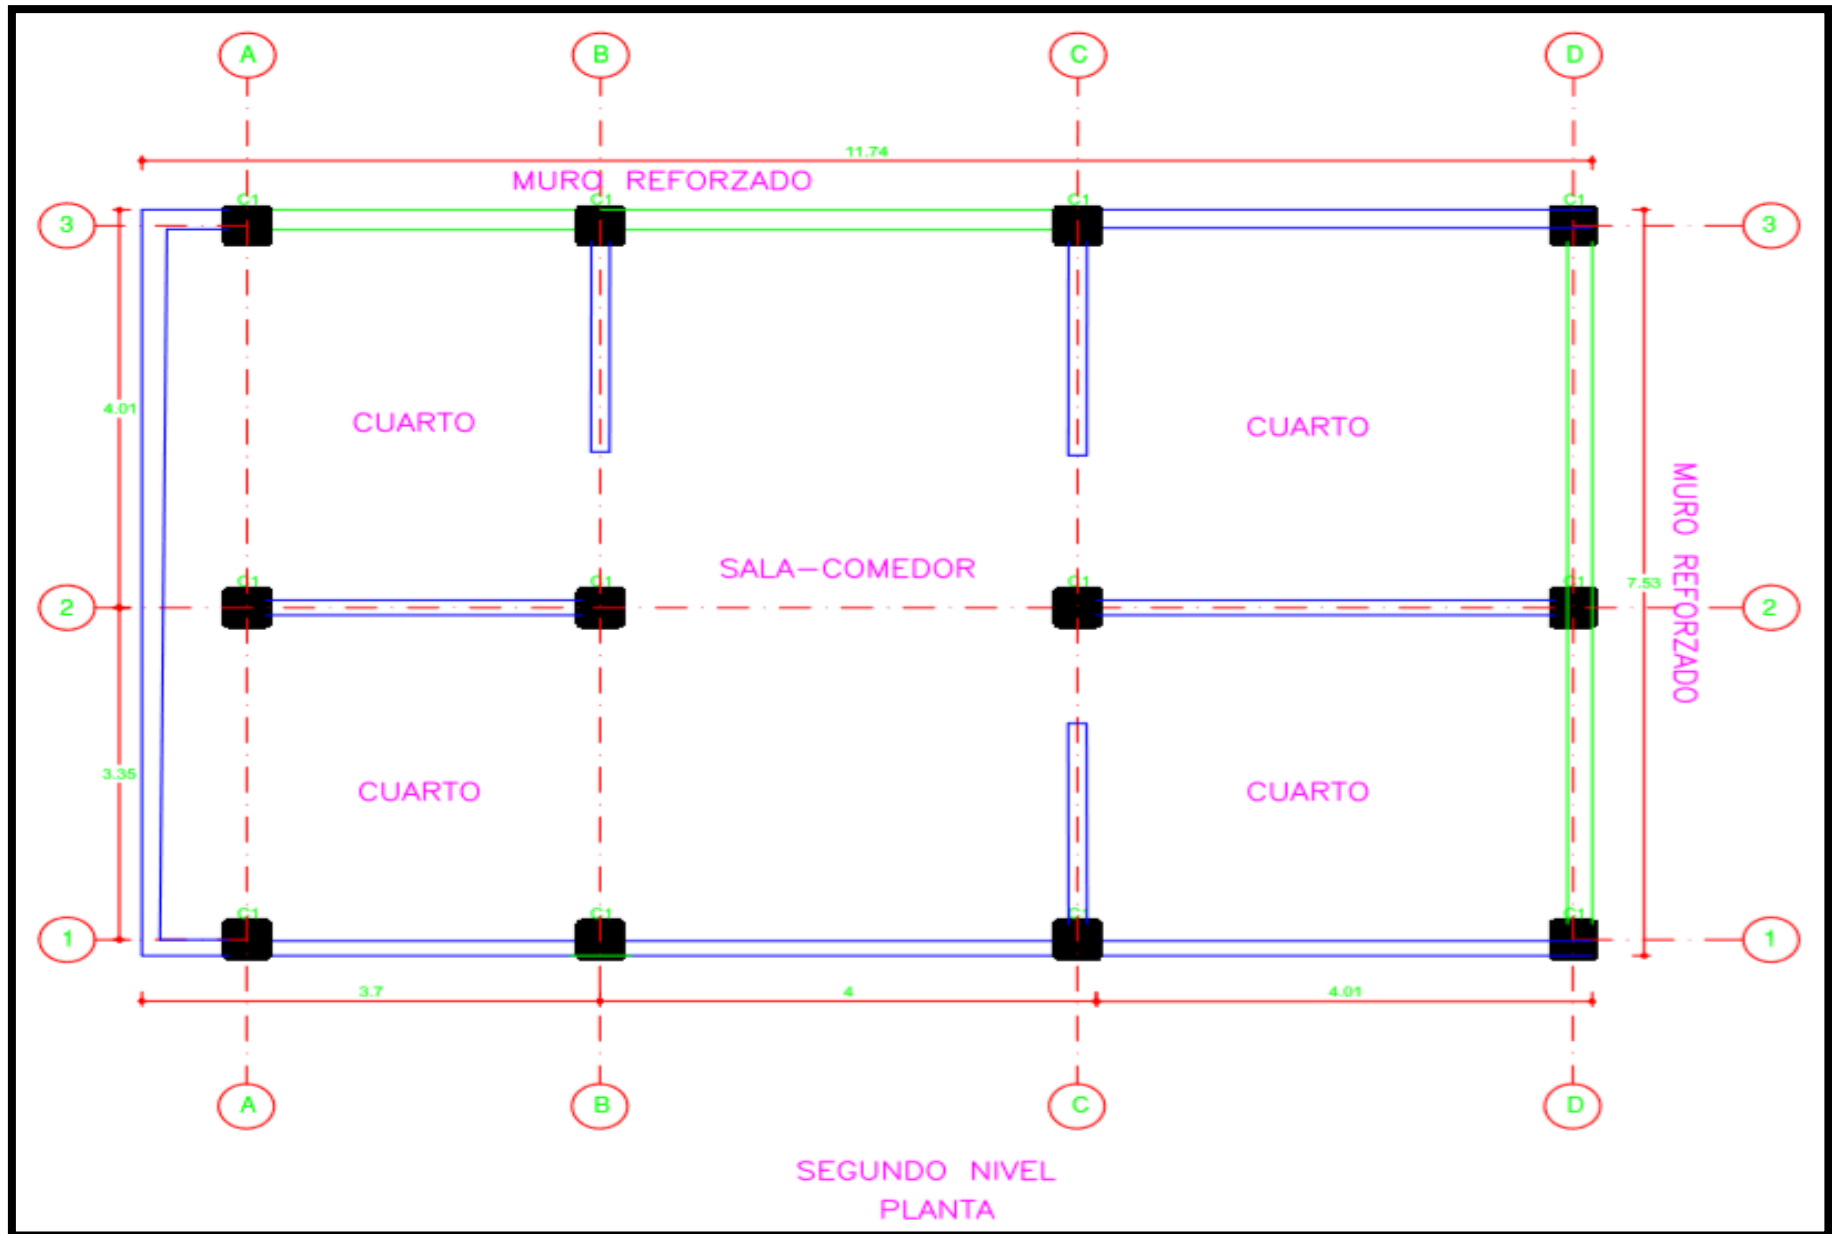 A B C D
11.74
MURO REFORZADO
C1 C1 C1 C1
3 3
4.01
CUARTO CUARTO
MURO REFORZADO
SALA-COMEDOR
C1 C1 C1 C1
7.53
2 2
3.35
CUARTO CUARTO
C1 C1 C1 C1
1 1
3.7 4 4.01
A B C D
SEGUNDO NIVEL
PLANTA